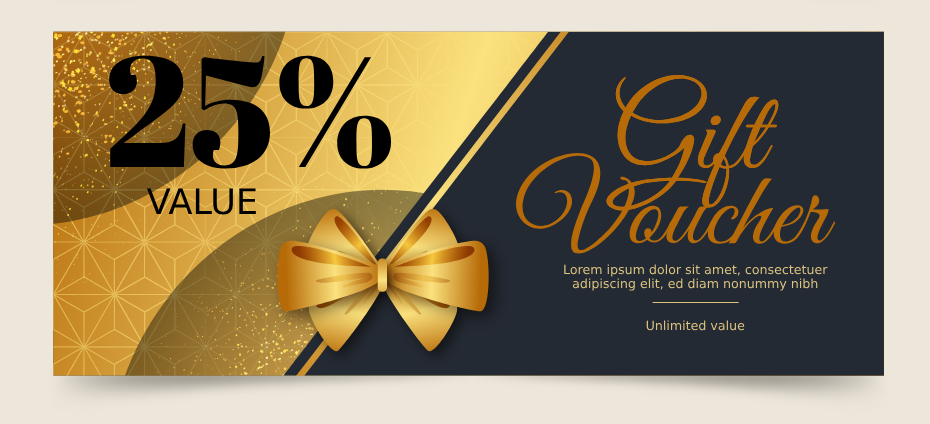 25%
VALUE
Gift
Voucher
Lorem ipsum dolor sit amet, consectetuer
adipiscing elit, ed diam nonummy nibh
Unlimited value